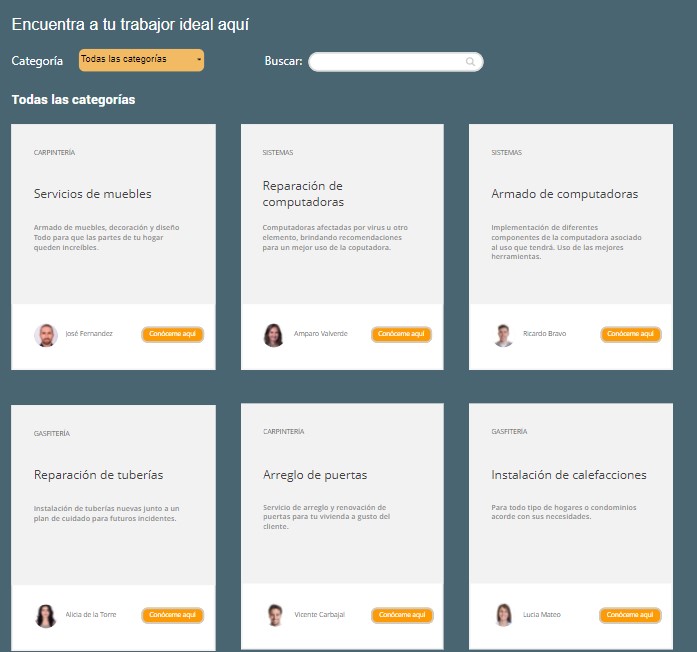 Encuentra a tu trabajor ideal aquí
Categoría
Todas las categorías
Buscar:
Todas las categorías
CARPINTERÍA
Servicios de muebles
Armado de muebles, decoración y diseño
Todo para que las partes de tu hogar
queden increíbles.
José Fernandez
Conóceme aquí
SISTEMAS
Reparación de
computadoras
Computadoras afectadas por virus u otro
elemento, brindando recomendaciones
para un mejor uso de la coputadora.
Amparo Valverde
Conóceme aquí
SISTEMAS
Armado de computadoras
Implementación de diferentes
componentes de la computadora asociado
al uso que tendrá. Uso de las mejores
herramientas.
Ricardo Bravo
Conóceme aquí
GASFITERÍA
Reparación de tuberías
Instalación de tuberías nuevas junto a un
plan de cuidado para futuros incidentes.
Alicia de la Torre
Conóceme aquí
CARPINTERÍA
Arreglo de puertas
Servicio de arreglo y renovación de
puertas para tu vivienda a gusto del
cliente.
Vicente Carbajal
Conóceme aquí
GASFITERÍA
Instalación de calefacciones
Para todo tipo de hogares o condominios
acorde con sus necesidades.
Lucia Mateo
Conóceme aquí